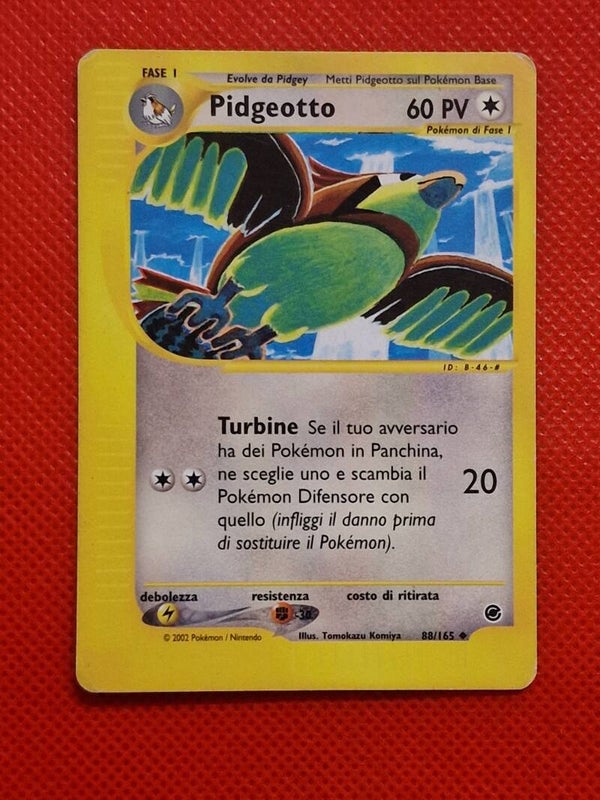 FASE 1
Evolve da Pidgey Metti Pidgeotto sul Pokémon Base
Pidgeotto 60 PV
Pokémon di Fase 1
ID: B-46-#
Turbine Se il tuo avversario
ha dei Pokémon in Panchina,
ne sceglie uno e scambia il
Pokémon Difensore con
quello (infliggi il danno prima
di sostituire il Pokémon).
20
debolezza resistenza costo di ritirata
-30
© 2002 Pokémon / Nintendo Illus. Tomokazu Komiya 88/165